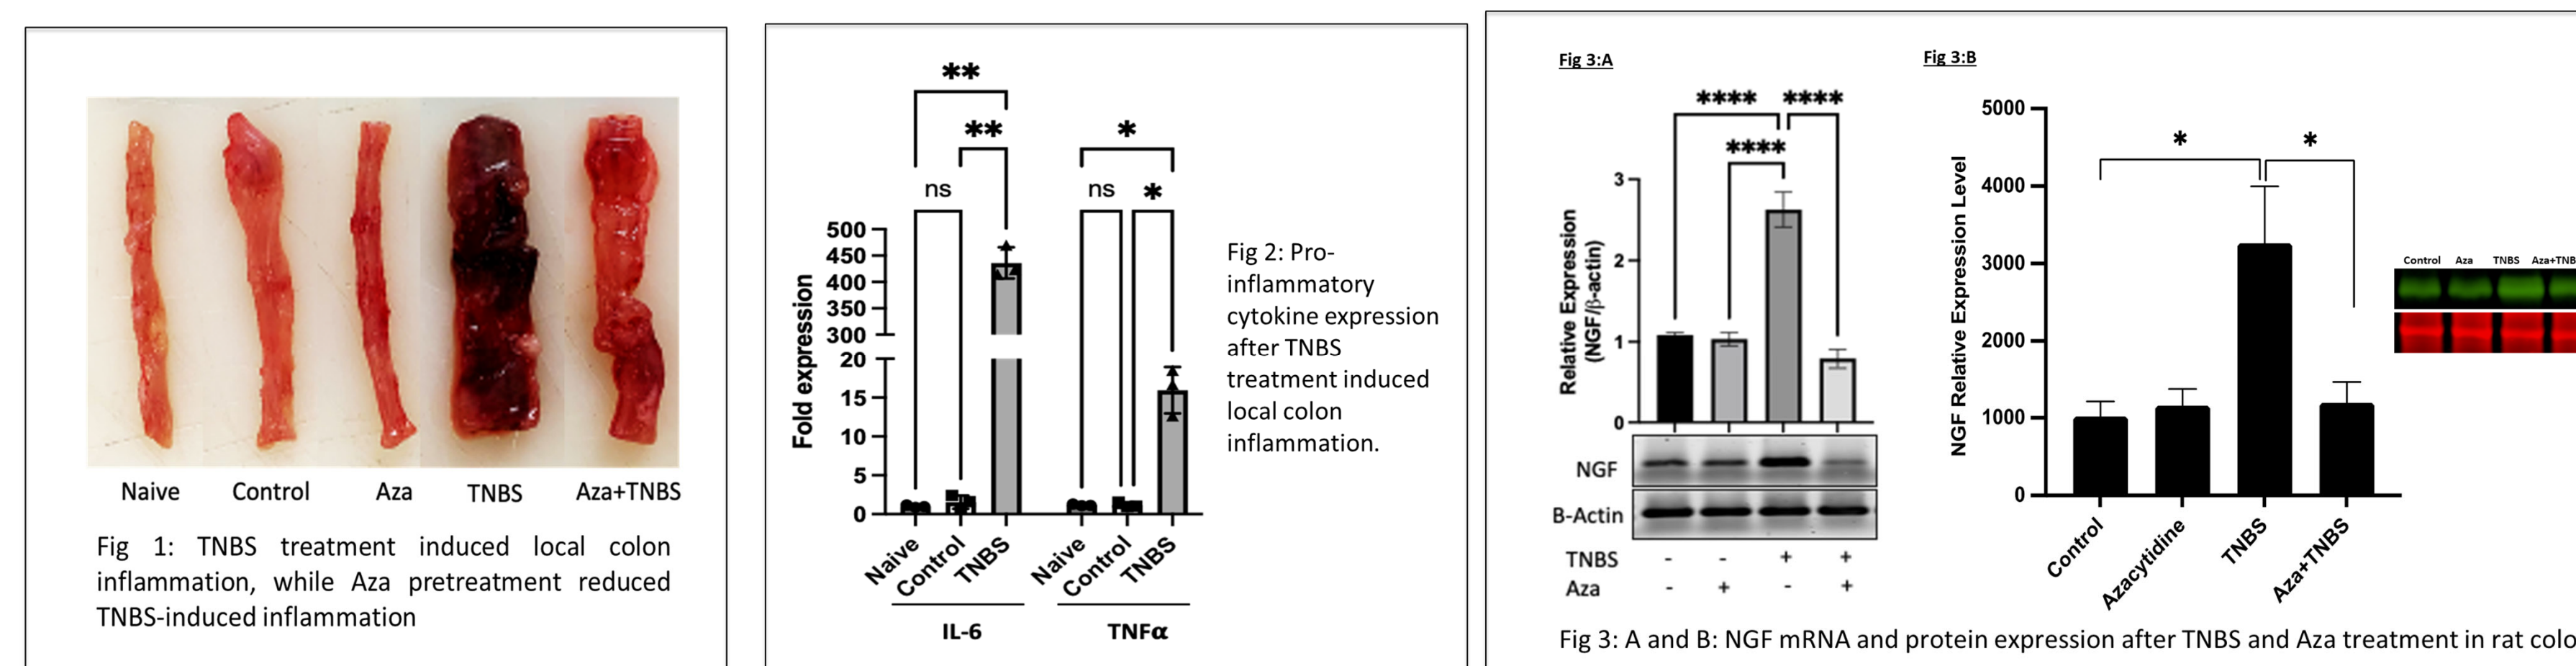 Naive Control Aza TNBS Aza+TNBS
Fig 1: TNBS treatment induced local colon
inflammation, while Aza pretreatment reduced
TNBS-induced inflammation
**
** *
ns ns *
500
450
400
350
300
20
15
10
5
0
Fold expression
Naive Control TNBS Naive Control TNBS
IL-6 TNFα
Fig 2: Pro-
inflammatory
cytokine expression
after TNBS
treatment induced
local colon
inflammation.
Fig 3:A
**** ****
****
3
2
1
0
Relative Expression
(NGF/β-actin)
NGF
B-Actin
TNBS - - + +
Aza - + - +
Fig 3:B
* *
5000
4000
3000
2000
1000
0
NGF Relative Expression Level
Control Azacytidine TNBS Aza+TNBS
Control Aza TNBS Aza+TNB
Fig 3: A and B: NGF mRNA and protein expression after TNBS and Aza treatment in rat colo